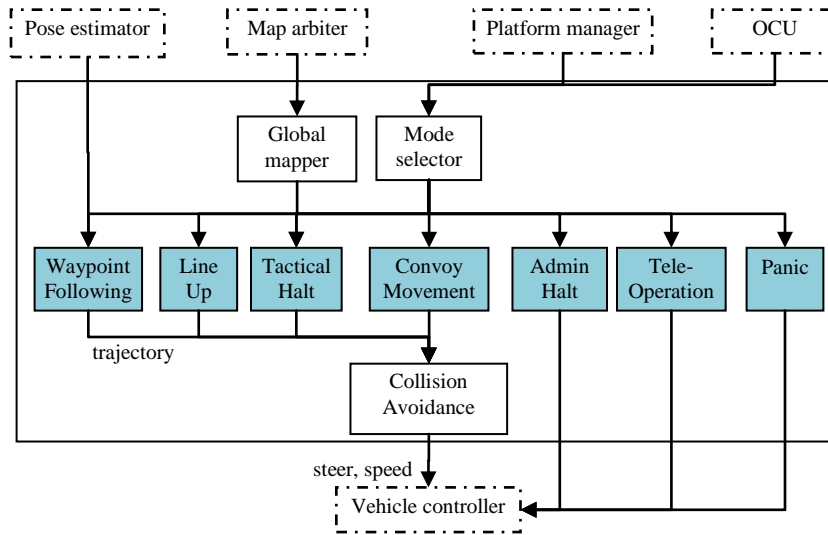 Pose estimator
Map arbiter
Platform manager
OCU
Global
mapper
Mode
selector
Waypoint
Following
Line
Up
Tactical
Halt
Convoy
Movement
Admin
Halt
Tele-
Operation
Panic
trajectory
Collision
Avoidance
steer, speed
Vehicle controller